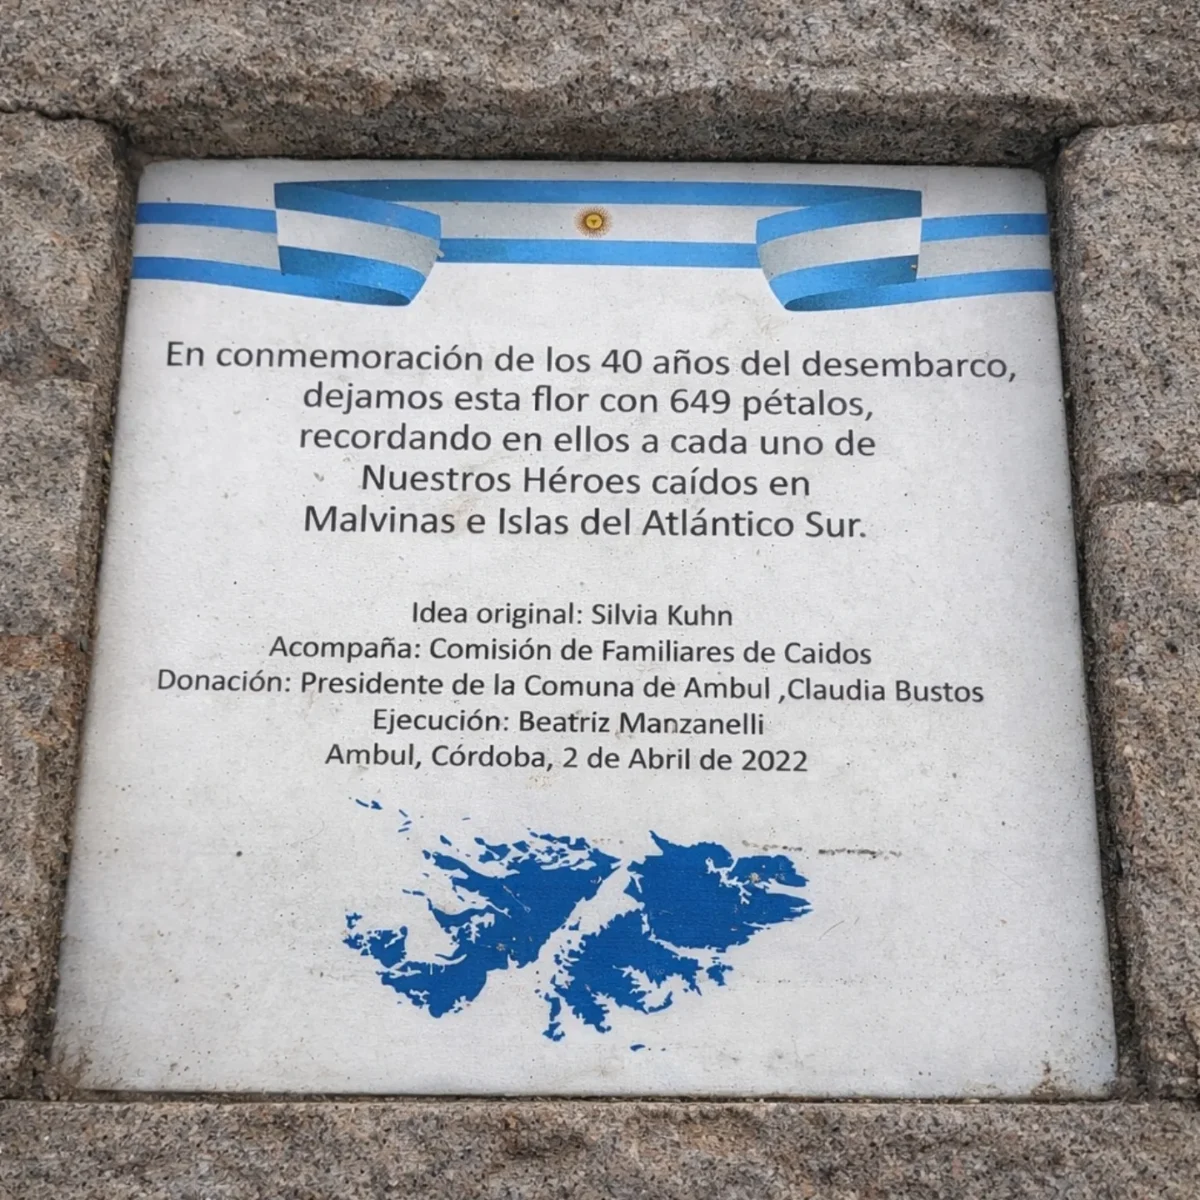 En conmemoración de los 40 años del desembarco,
dejamos esta flor con 649 pétalos,
recordando en ellos a cada uno de
Nuestros Héroes caídos en
Malvinas e Islas del Atlántico Sur.
Idea original: Silvia Kuhn
Acompaña: Comisión de Familiares de Caidos
Donación: Presidente de la Comuna de Ambul ,Claudia Bustos
Ejecución: Beatriz Manzanelli
Ambul, Córdoba, 2 de Abril de 2022